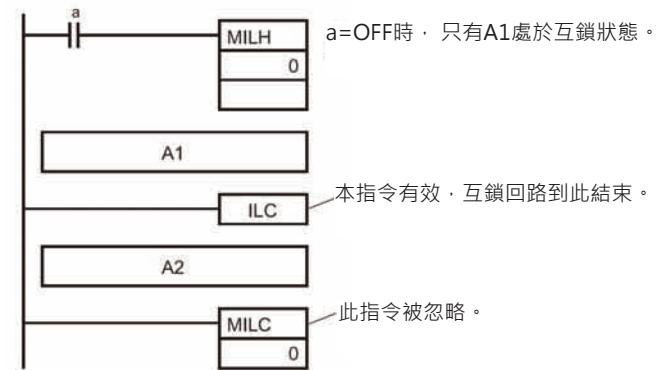 a
MILH
a=OFF時， 只有A1處於互鎖狀態。
0
A1
本指令有效，互鎖回路到此結束。
ILC
A2
此指令被忽略。
MILC
0